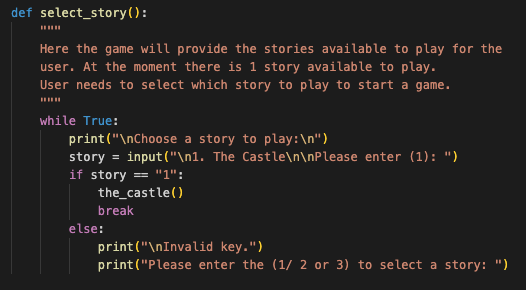 def select_story():
    """
    Here the game will provide the stories available to play for the
    user. At the moment there is 1 story available to play.
    User needs to select which story to play to start a game.
    """
    while True:
        print("\nChoose a story to play:\n")
        story = input("\n1. The Castle\n\nPlease enter (1): ")
        if story == "1":
            the_castle()
            break
        else:
            print("\nInvalid key.")
            print("Please enter the (1/ 2 or 3) to select a story: ")